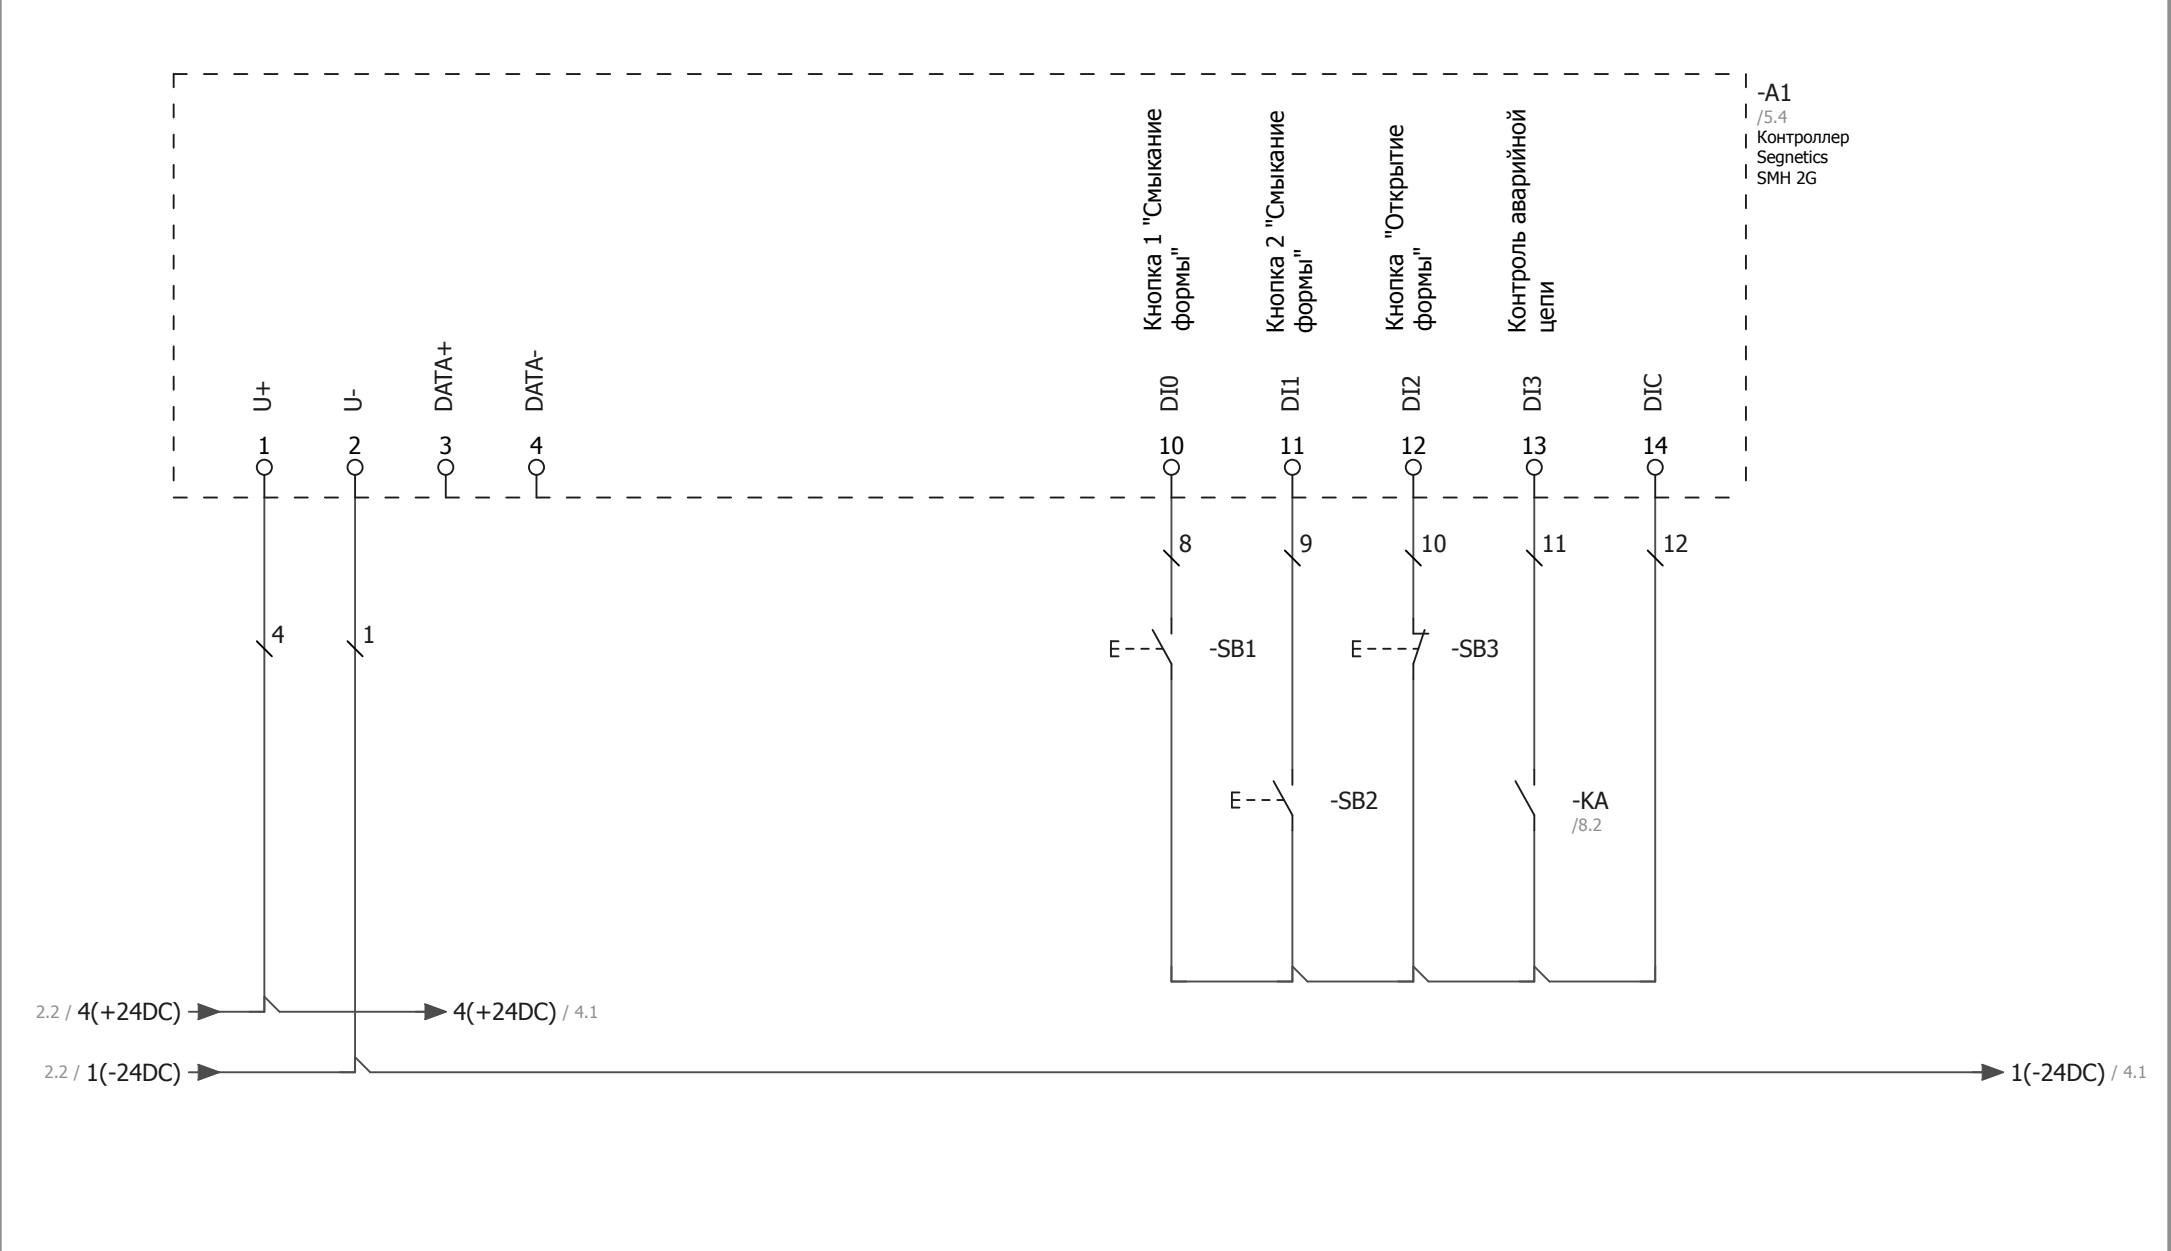 -A1
/5.4
Контроллер
Segnetics
SMH 2G
Кнопка 1 "Смыкание
формы"
Кнопка 2 "Смыкание
формы"
Кнопка "Открытие
формы"
Контроль аварийной
цепи
U+
U-
DATA+
DATA-
DI0
DI1
DI2
DI3
DIC
1
2
3
4
10
11
12
13
14
8
9
10
11
12
4
1
E
-SB1
E
-SB3
E
-SB2
-KA
/8.2
2.2 / 4(+24DC)
4(+24DC) / 4.1
2.2 / 1(-24DC)
1(-24DC) / 4.1